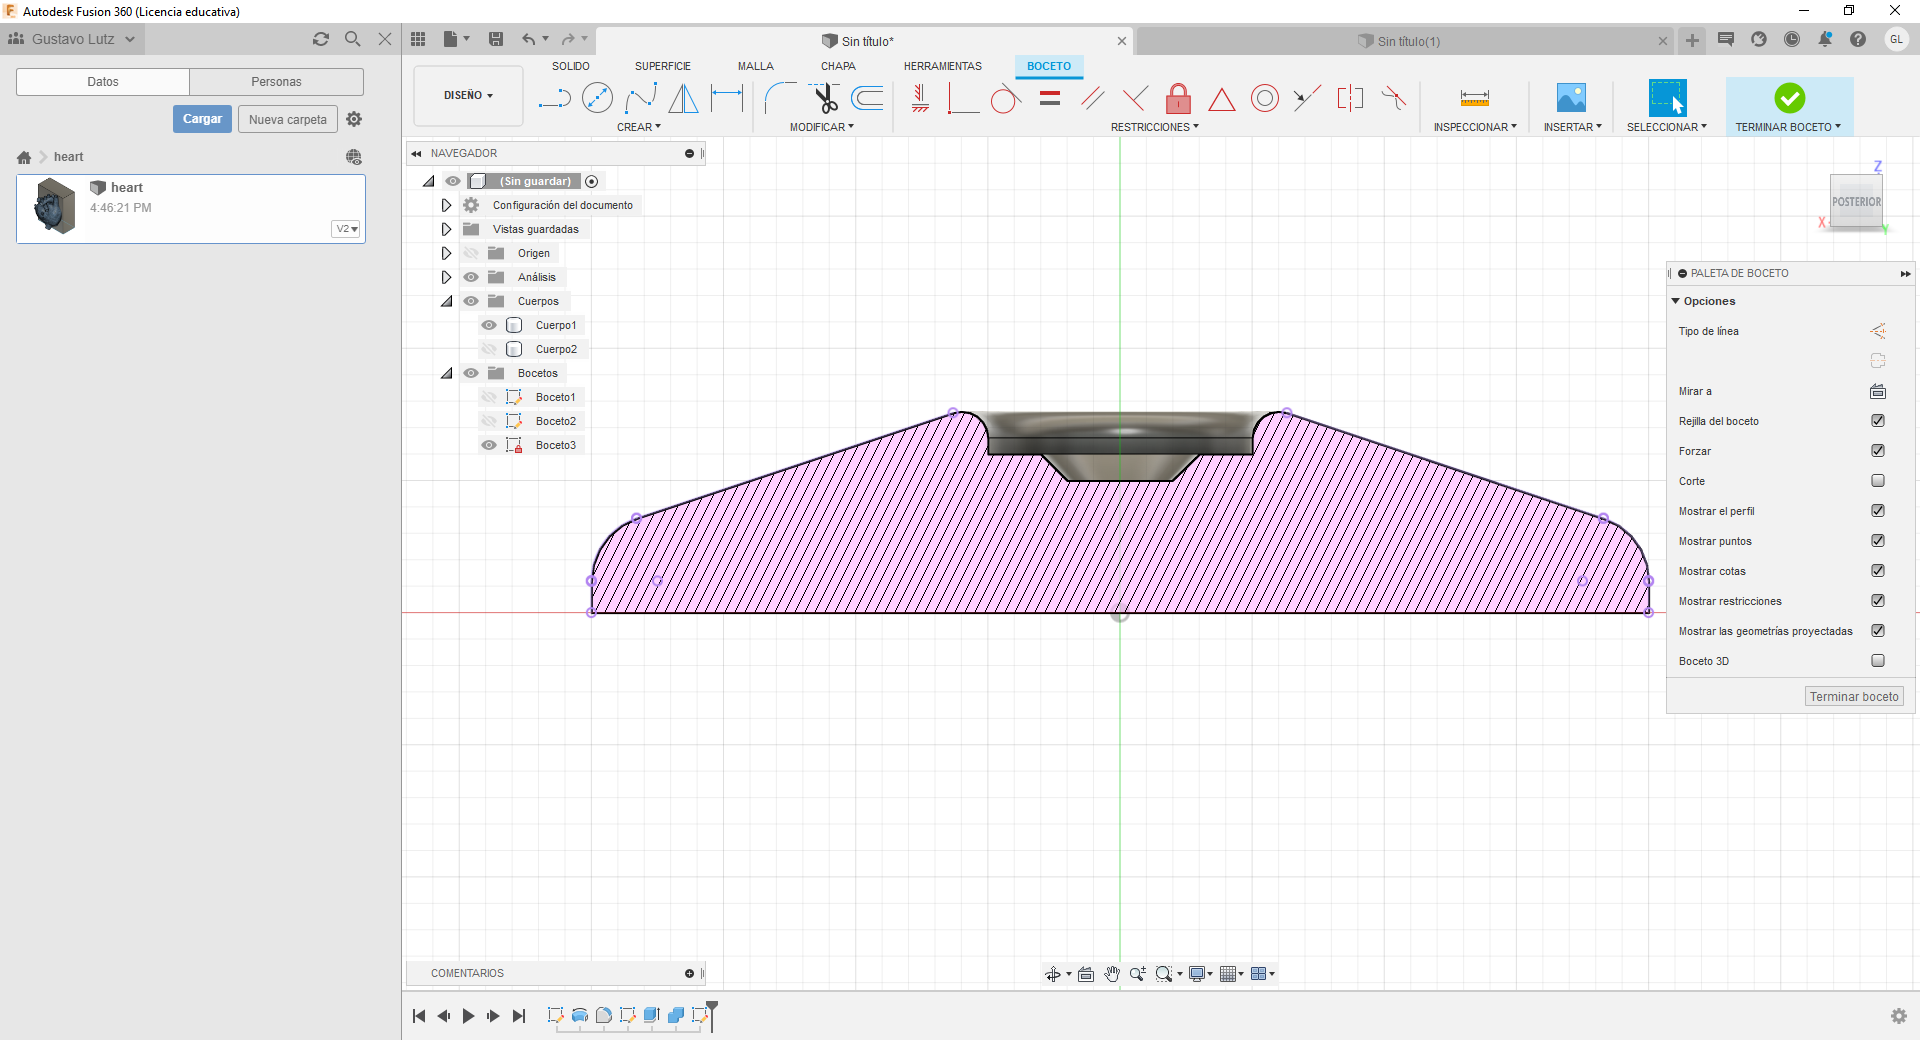 Autodesk Fusion 360 (Licencia educativa)
Gustavo Lutz
Sin título*
Sin título(1)
GL
Datos
Personas
Cargar
Nueva carpeta
heart
heart
4:46:21 PM
V2
DISEÑO
SOLIDO
SUPERFICIE
MALLA
CHAPA
HERRAMIENTAS
BOCETO
CREAR
MODIFICAR
RESTRICCIONES
INSPECCIONAR
INSERTAR
SELECCIONAR
TERMINAR BOCETO
NAVEGADOR
(Sin guardar)
Configuración del documento
Vistas guardadas
Origen
Análisis
Cuerpos
Cuerpo1
Cuerpo2
Bocetos
Boceto1
Boceto2
Boceto3
Z
POSTERIOR
X
Y
PALETA DE BOCETO
Opciones
Tipo de línea
Mirar a
Rejilla del boceto
Forzar
Corte
Mostrar el perfil
Mostrar puntos
Mostrar cotas
Mostrar restricciones
Mostrar las geometrías proyectadas
Boceto 3D
Terminar boceto
COMENTARIOS